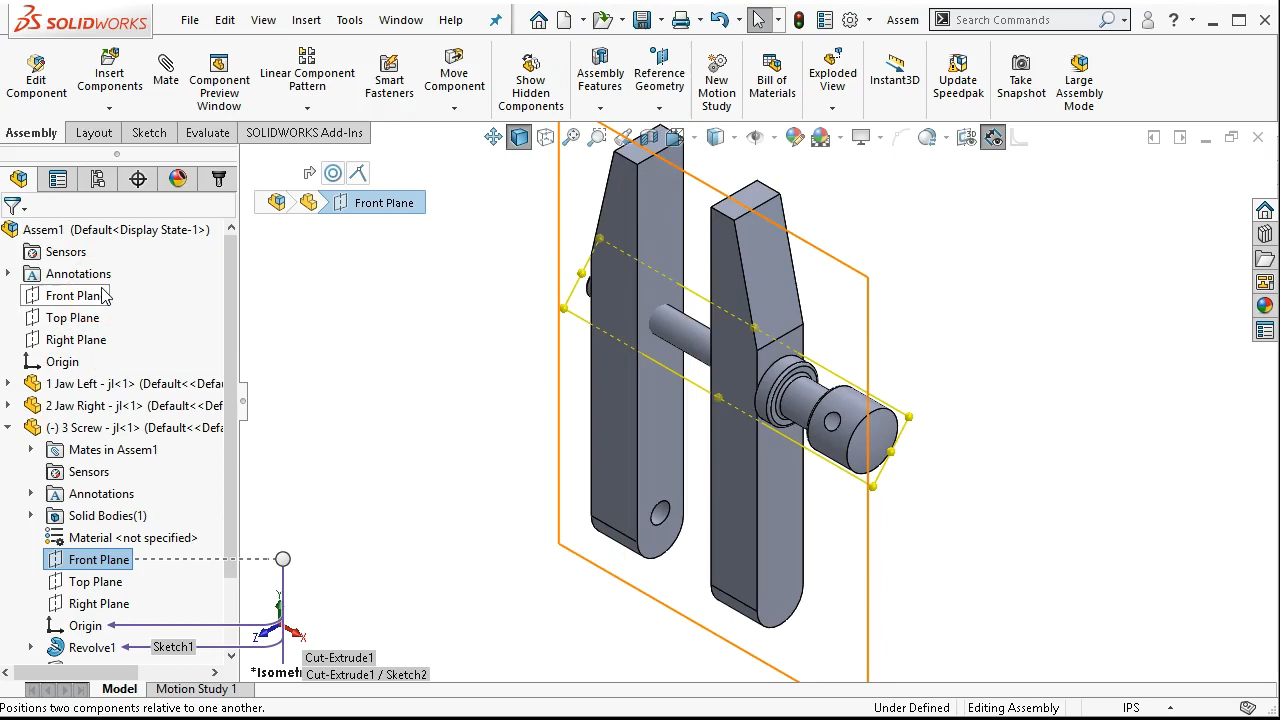 SOLIDWORKS
File Edit View Insert Tools Window Help
Assem
Search Commands
Edit Component
Insert Components
Mate
Component Preview Window
Linear Component Pattern
Smart Fasteners
Move Component
Show Hidden Components
Assembly Features
Reference Geometry
New Motion Study
Bill of Materials
Exploded View
Instant3D
Update Speedpak
Take Snapshot
Large Assembly Mode
Assembly Layout Sketch Evaluate SOLIDWORKS Add-Ins
Front Plane
Assem1 (Default<Display State-1>)
Sensors
Annotations
Front Plan
Top Plane
Right Plane
Origin
1 Jaw Left - jl<1> (Default<<Defau
2 Jaw Right - jl<1> (Default<<Def
(-) 3 Screw - jl<1> (Default<<Defa
Mates in Assem1
Sensors
Annotations
Solid Bodies(1)
Material <not specified>
Front Plane
Top Plane
Right Plane
Origin
Revolve1
Sketch1
Y
Z
X
Cut-Extrude1
Cut-Extrude1 / Sketch2
*Isomet
Model Motion Study 1
Positions two components relative to one another.
Under Defined Editing Assembly IPS